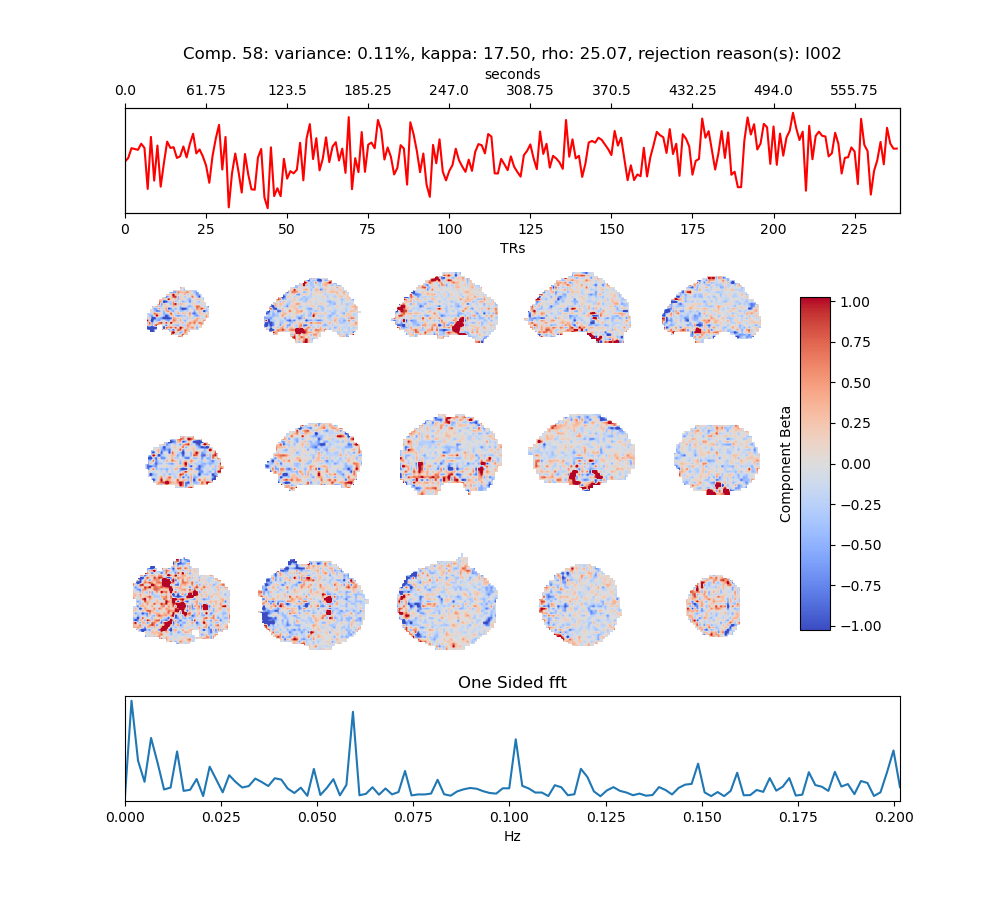 Comp. 58: variance: 0.11%, kappa: 17.50, rho: 25.07, rejection reason(s): I002
seconds
0.0 61.75 123.5 185.25 247.0 308.75 370.5 432.25 494.0 555.75
0 25 50 75 100 125 150 175 200 225
TRs
1.00
0.75
0.50
0.25
0.00
−0.25
−0.50
−0.75
−1.00
Component Beta
One Sided fft
0.000 0.025 0.050 0.075 0.100 0.125 0.150 0.175 0.200
Hz